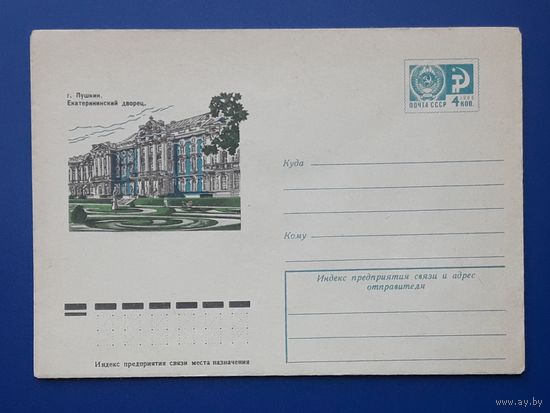 г. Пушкин.
Екатерининский дворец.
1966
ПОЧТА СССР 4 КОП.
Куда
Кому
Индекс предприятия связи и адрес
отправителя
Индекс предприятия связи места назначения
www.ay.by